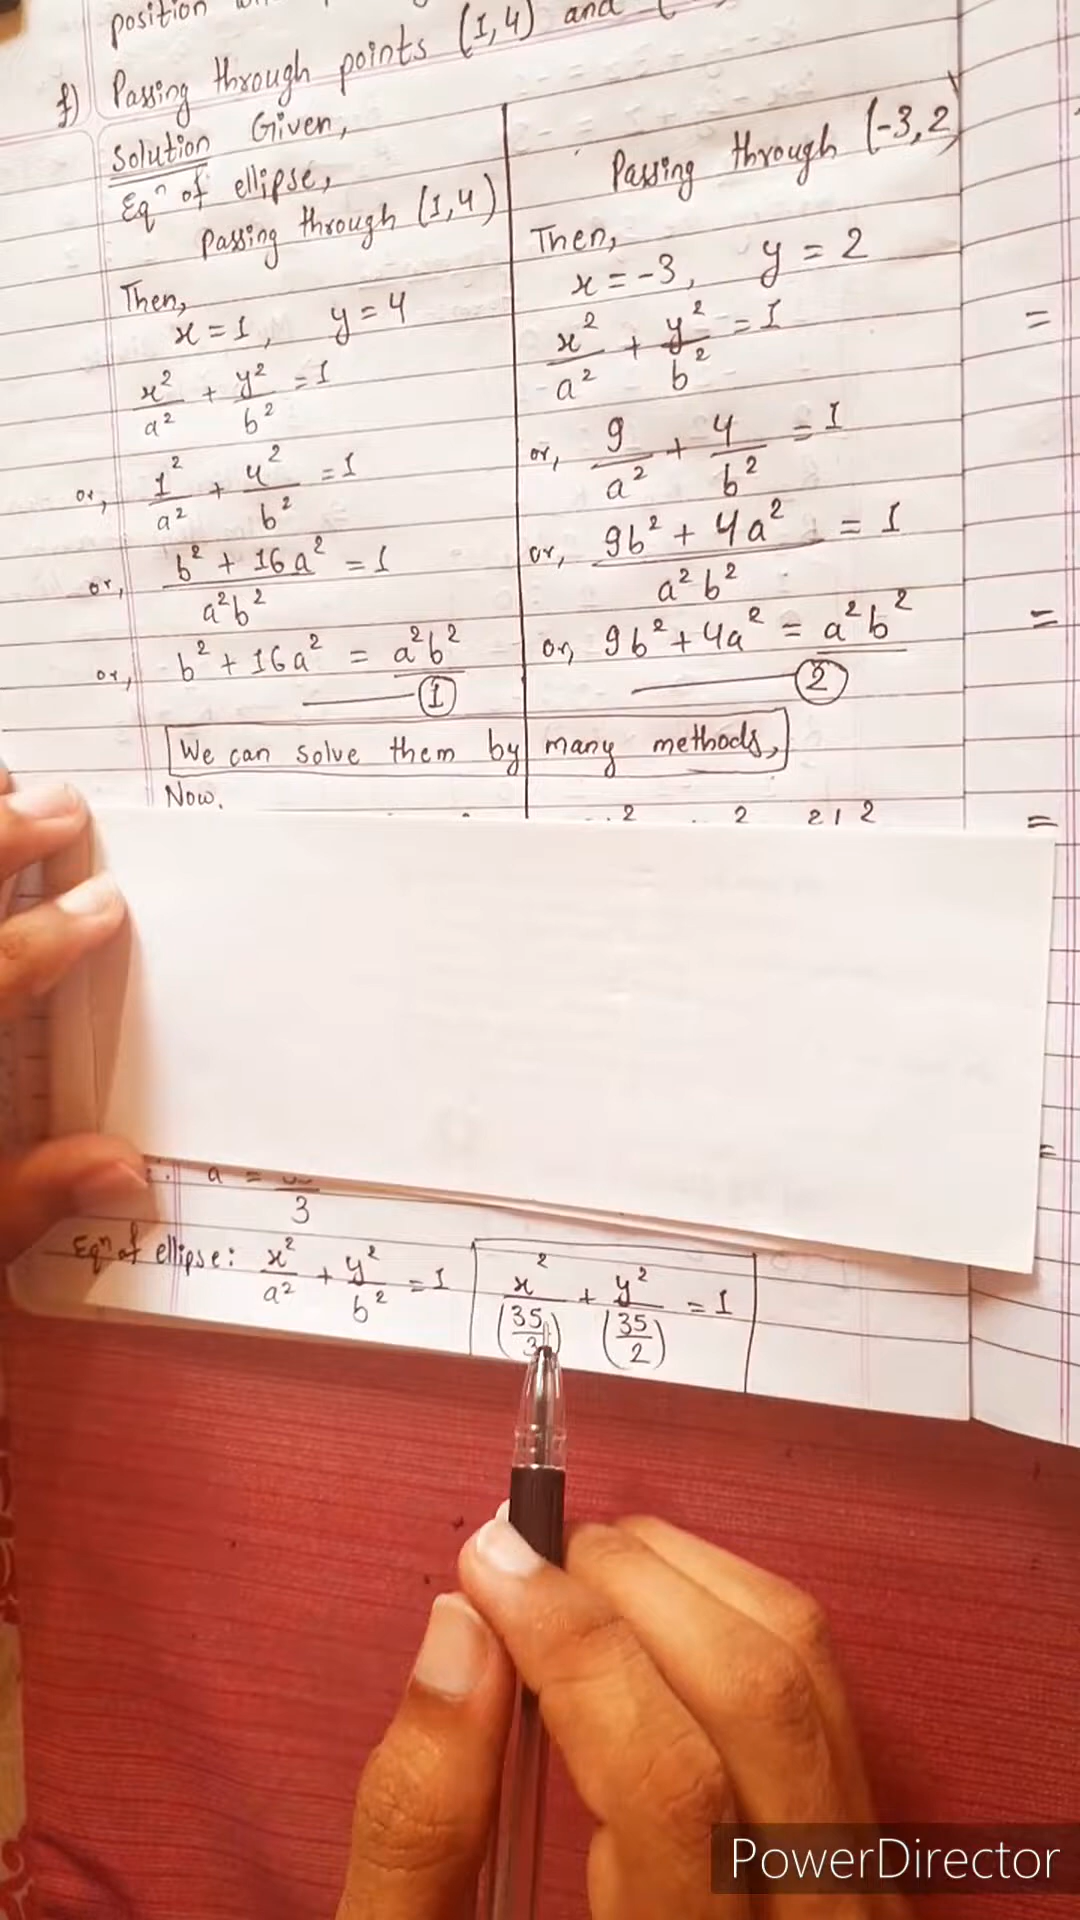 position
f) Passing through points (1,4) and (
Solution Given,
Eqⁿ of ellipse,
passing through (1,4)
Then,
x = 1, y = 4
x²/a² + y²/b² = 1
or, 1²/a² + 4²/b² = 1
or, (b² + 16a²)/(a²b²) = 1
or, b² + 16a² = a²b²
①
Passing through (-3,2
Then,
x = -3, y = 2
x²/a² + y²/b² = 1
or, 9/a² + 4/b² = 1
or, (9b² + 4a²)/(a²b²) = 1
or, 9b² + 4a² = a²b²
②
We can solve them by many methods,
Now,
a = /3
Eqⁿ of ellipse: x²/a² + y²/b² = 1 x²/(35/3) + y²/(35/2) = 1
=
=
=
=
PowerDirector